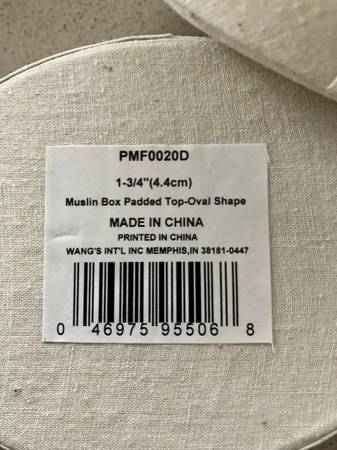 PMF0020D
1-3/4"(4.4cm)
Muslin Box Padded Top-Oval Shape
MADE IN CHINA
PRINTED IN CHINA
WANG'S INT'L INC MEMPHIS,IN 38181-0447
0 46975 95506 8